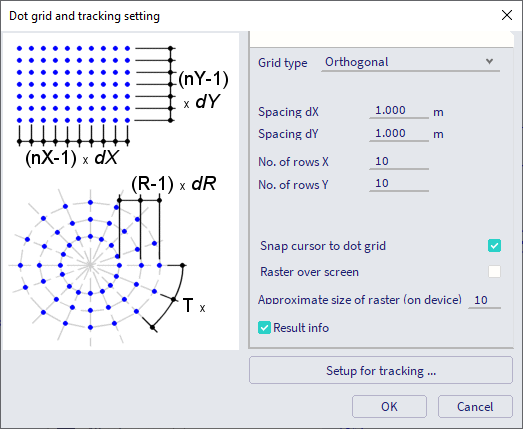 Dot grid and tracking setting
(nY-1)
x dY
(nX-1) x dX
(R-1) x dR
T x
Grid type Orthogonal
Spacing dX 1.000 m
Spacing dY 1.000 m
No. of rows X 10
No. of rows Y 10
Snap cursor to dot grid
Raster over screen
Approximate size of raster (on device) 10
Result info
Setup for tracking ...
OK Cancel